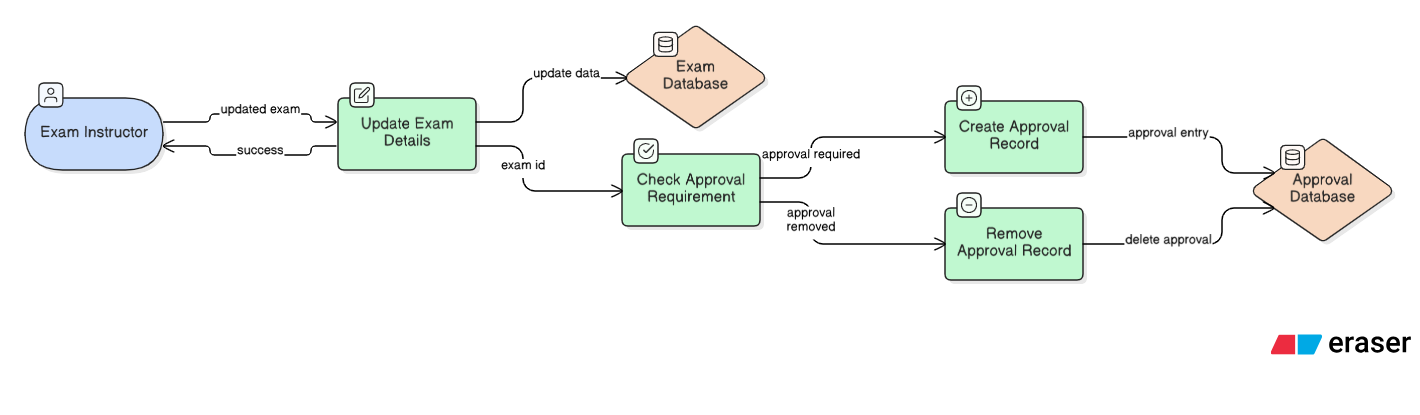 Exam Instructor
updated exam
success
Update Exam
Details
update data
exam id
Exam
Database
Check Approval
Requirement
approval required
approval
removed
Create Approval
Record
Remove
Approval Record
approval entry
delete approval
Approval
Database
eraser